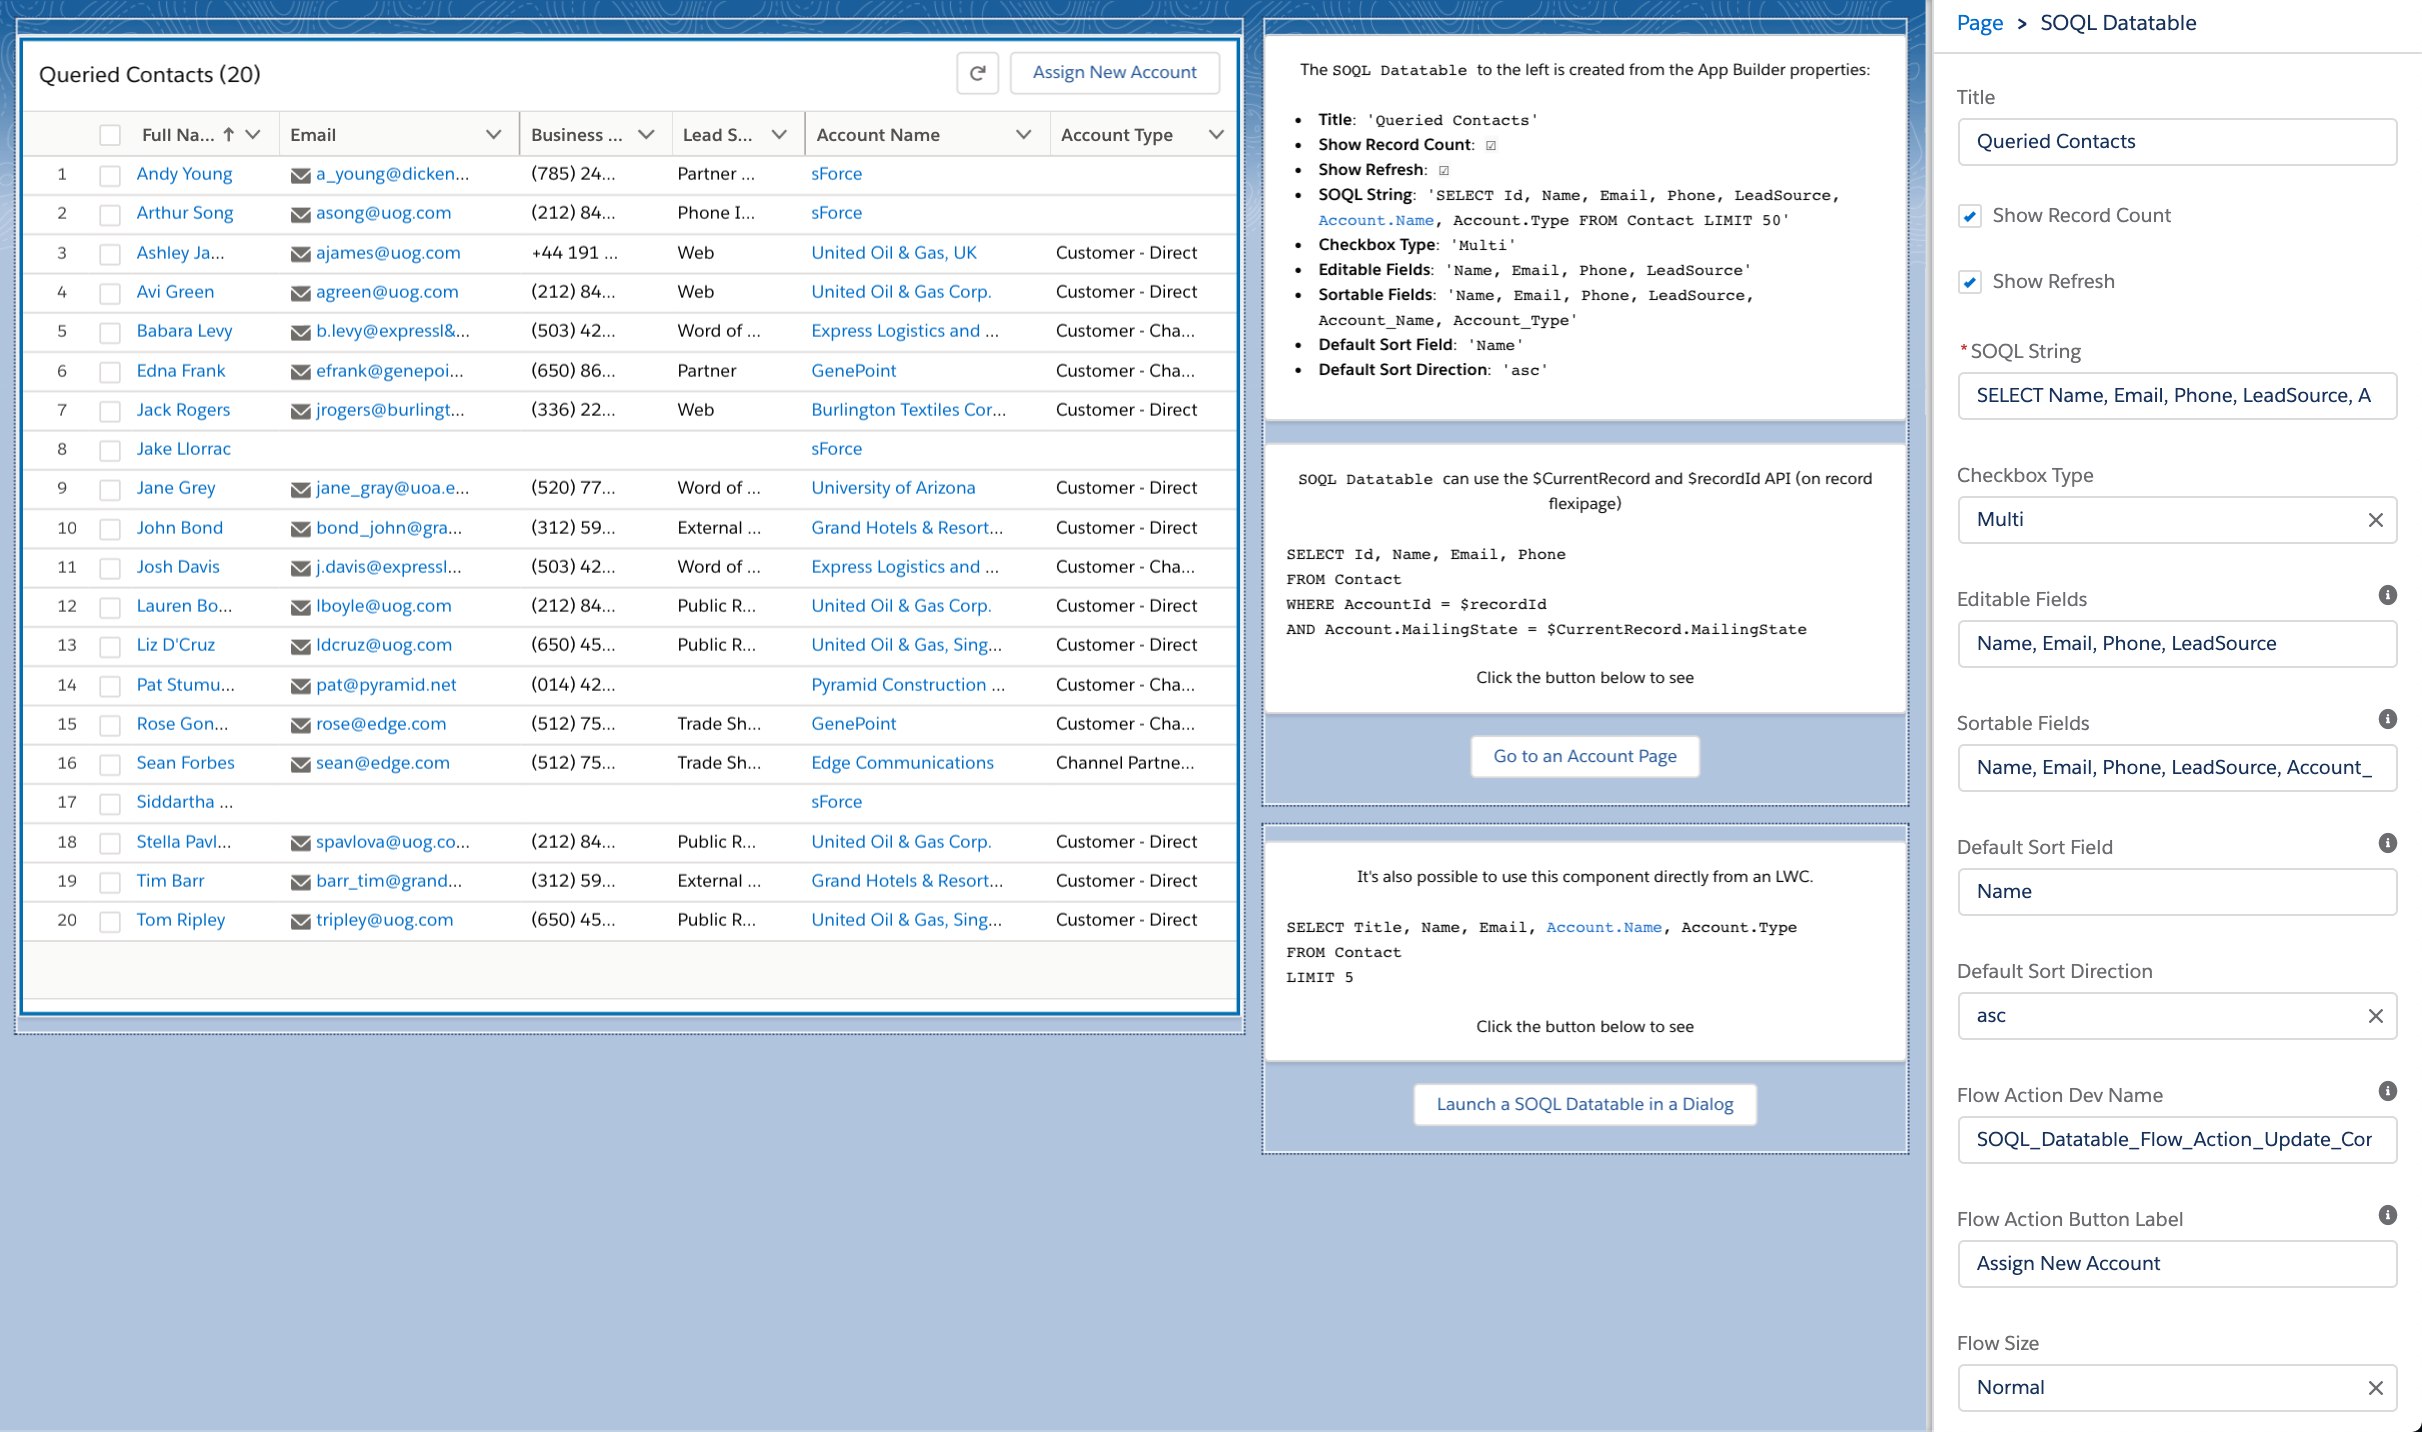 Queried Contacts (20)
Assign New Account
Full Na... Email Business ... Lead S... Account Name Account Type
1 Andy Young a_young@dicken... (785) 24... Partner ... sForce
2 Arthur Song asong@uog.com (212) 84... Phone I... sForce
3 Ashley Ja... ajames@uog.com +44 191 ... Web United Oil & Gas, UK Customer - Direct
4 Avi Green agreen@uog.com (212) 84... Web United Oil & Gas Corp. Customer - Direct
5 Babara Levy b.levy@expressl&... (503) 42... Word of ... Express Logistics and ... Customer - Cha...
6 Edna Frank efrank@genepoi... (650) 86... Partner GenePoint Customer - Cha...
7 Jack Rogers jrogers@burlingt... (336) 22... Web Burlington Textiles Cor... Customer - Direct
8 Jake Llorrac sForce
9 Jane Grey jane_gray@uoa.e... (520) 77... Word of ... University of Arizona Customer - Direct
10 John Bond bond_john@gra... (312) 59... External ... Grand Hotels & Resort... Customer - Direct
11 Josh Davis j.davis@expressl... (503) 42... Word of ... Express Logistics and ... Customer - Cha...
12 Lauren Bo... lboyle@uog.com (212) 84... Public R... United Oil & Gas Corp. Customer - Direct
13 Liz D'Cruz ldcruz@uog.com (650) 45... Public R... United Oil & Gas, Sing... Customer - Direct
14 Pat Stumu... pat@pyramid.net (014) 42... Pyramid Construction ... Customer - Cha...
15 Rose Gon... rose@edge.com (512) 75... Trade Sh... GenePoint Customer - Cha...
16 Sean Forbes sean@edge.com (512) 75... Trade Sh... Edge Communications Channel Partne...
17 Siddartha ... sForce
18 Stella Pavl... spavlova@uog.co... (212) 84... Public R... United Oil & Gas Corp. Customer - Direct
19 Tim Barr barr_tim@grand... (312) 59... External ... Grand Hotels & Resort... Customer - Direct
20 Tom Ripley tripley@uog.com (650) 45... Public R... United Oil & Gas, Sing... Customer - Direct
The SOQL Datatable to the left is created from the App Builder properties:
• Title: 'Queried Contacts'
• Show Record Count: ☑
• Show Refresh: ☑
• SOQL String: 'SELECT Id, Name, Email, Phone, LeadSource,
Account.Name, Account.Type FROM Contact LIMIT 50'
• Checkbox Type: 'Multi'
• Editable Fields: 'Name, Email, Phone, LeadSource'
• Sortable Fields: 'Name, Email, Phone, LeadSource,
Account_Name, Account_Type'
• Default Sort Field: 'Name'
• Default Sort Direction: 'asc'
SOQL Datatable can use the $CurrentRecord and $recordId API (on record
flexipage)
SELECT Id, Name, Email, Phone
FROM Contact
WHERE AccountId = $recordId
AND Account.MailingState = $CurrentRecord.MailingState
Click the button below to see
Go to an Account Page
It's also possible to use this component directly from an LWC.
SELECT Title, Name, Email, Account.Name, Account.Type
FROM Contact
LIMIT 5
Click the button below to see
Launch a SOQL Datatable in a Dialog
Page > SOQL Datatable
Title
Queried Contacts
Show Record Count
Show Refresh
*SOQL String
SELECT Name, Email, Phone, LeadSource, A
Checkbox Type
Multi
Editable Fields
Name, Email, Phone, LeadSource
Sortable Fields
Name, Email, Phone, LeadSource, Account_
Default Sort Field
Name
Default Sort Direction
asc
Flow Action Dev Name
SOQL_Datatable_Flow_Action_Update_Cor
Flow Action Button Label
Assign New Account
Flow Size
Normal